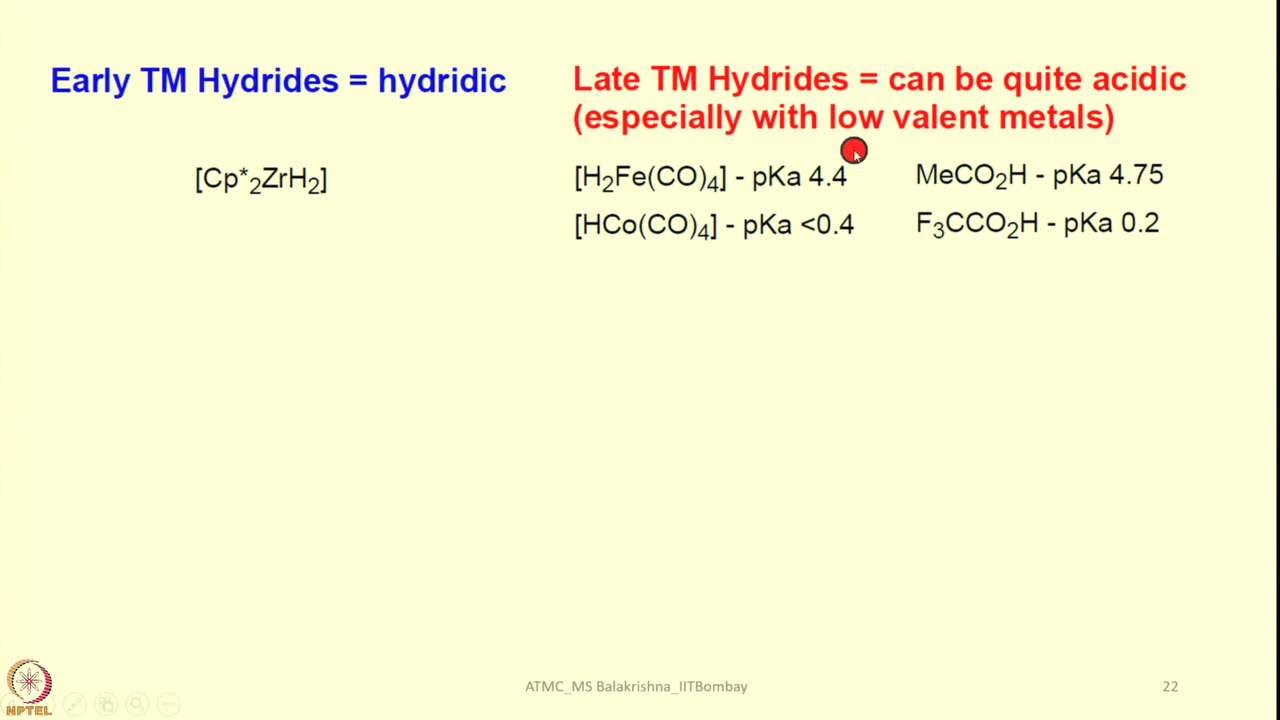 Early TM Hydrides = hydridic
[Cp*₂ZrH₂]
Late TM Hydrides = can be quite acidic
(especially with low valent metals)
[H₂Fe(CO)₄] - pKa 4.4
MeCO₂H - pKa 4.75
[HCo(CO)₄] - pKa <0.4
F₃CCO₂H - pKa 0.2
NPTEL
ATMC_MS Balakrishna_IITBombay
22